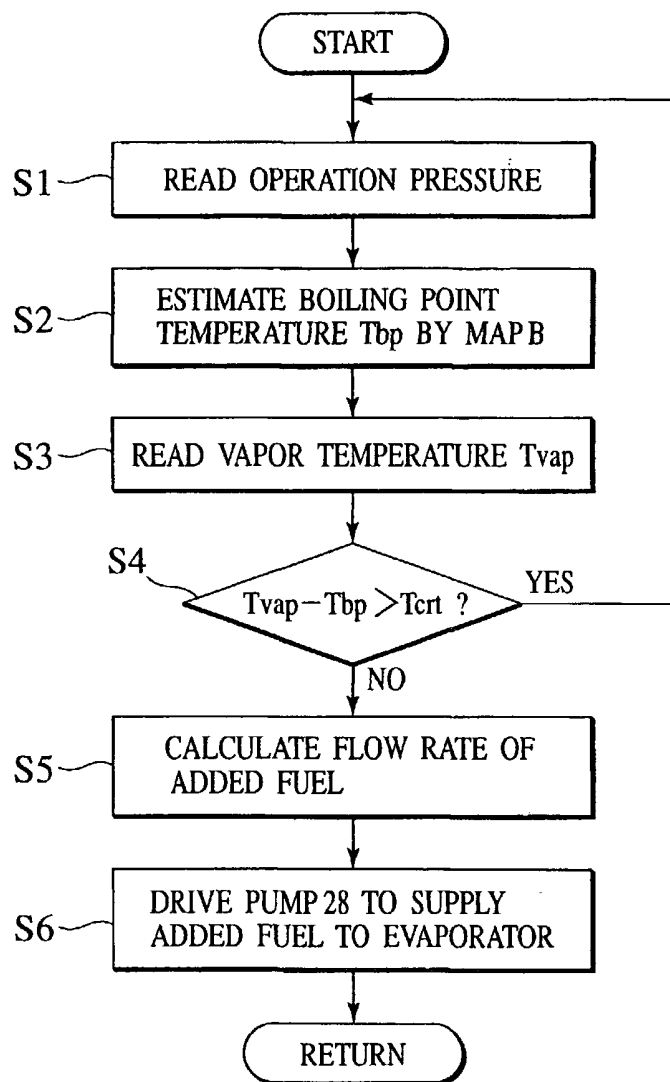 START
S1
READ OPERATION PRESSURE
S2
ESTIMATE BOILING POINT
TEMPERATURE Tbp BY MAP B
S3
READ VAPOR TEMPERATURE Tvap
S4
Tvap-Tbp>Tcrt ?
YES
NO
S5
CALCULATE FLOW RATE OF
ADDED FUEL
S6
DRIVE PUMP 28 TO SUPPLY
ADDED FUEL TO EVAPORATOR
RETURN